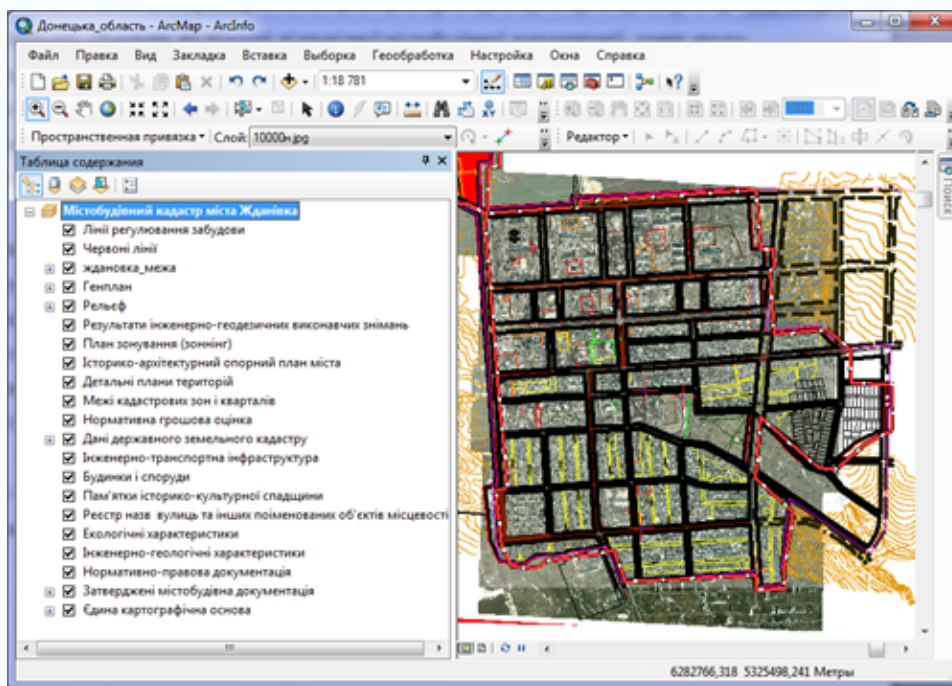 Донецька_область - ArcMap - ArcInfo
Файл Правка Вид Закладка Вставка Выборка Геообработка Настройка Окна Справка
1:18 781
Пространственная привязка Слой: 10000н.jpg Редактор
Таблица содержания
Поиск
Містобудівний кадастр міста Жданівка
Лінії регулювання забудови
Червоні лінії
ждановка_межа
Генплан
Рельєф
Результати інженерно-геодезичних виконавчих знімань
План зонування (зоннінг)
Історико-архітектурний опорний план міста
Детальні плани територій
Межі кадастрових зон і кварталів
Нормативна грошова оцінка
Дані державного земельного кадастру
Інженерно-транспортна інфраструктура
Будинки і споруди
Пам'ятки історико-культурної спадщини
Реєстр назв вулиць та інших поіменованих об'єктів місцевості
Екологічні характеристики
Інженерно-геологічні характеристики
Нормативно-правова документація
Затверджені містобудівна документація
Єдина картографічна основа
6282766,318 5325498,241 Метры